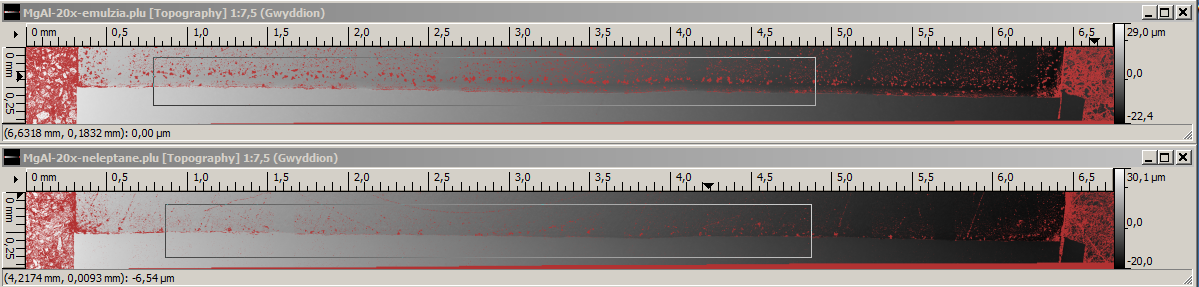 MgAl-20x-emulzia.plu [Topography] 1:7,5 (Gwyddion)
0 mm 0,5 1,0 1,5 2,0 2,5 3,0 3,5 4,0 4,5 5,0 5,5 6,0 6,5 29,0 µm
0 mm 0,25
0,0
-22,4
(6,6318 mm, 0,1832 mm): 0,00 µm
MgAl-20x-neleptane.plu [Topography] 1:7,5 (Gwyddion)
0 mm 0,5 1,0 1,5 2,0 2,5 3,0 3,5 4,0 4,5 5,0 5,5 6,0 6,5 30,1 µm
0 mm 0,25
0,0
-20,0
(4,2174 mm, 0,0093 mm): -6,54 µm